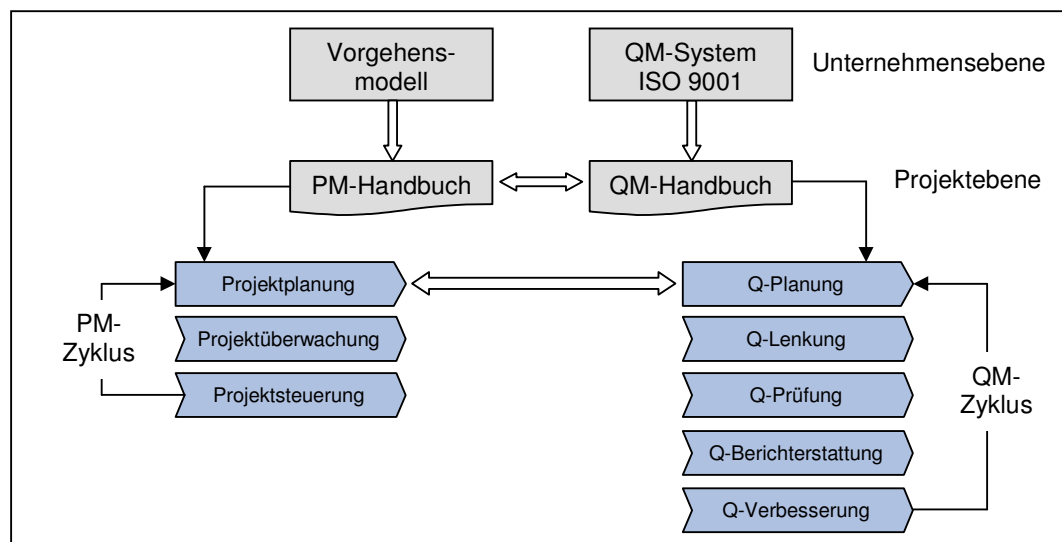 Vorgehens-
modell
QM-System
ISO 9001
Unternehmensebene
PM-Handbuch
QM-Handbuch
Projektebene
Projektplanung
Q-Planung
PM-
Zyklus
Projektüberwachung
Q-Lenkung
Projektsteuerung
Q-Prüfung
QM-
Zyklus
Q-Berichterstattung
Q-Verbesserung